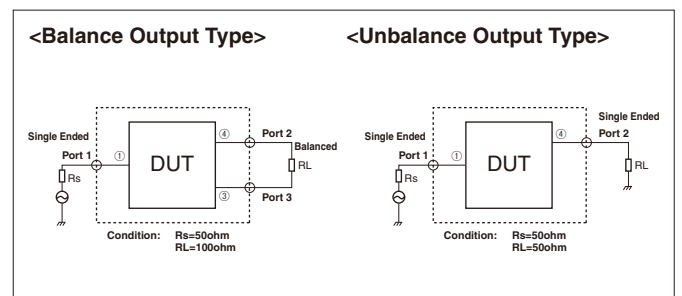 <Balance Output Type>
Single Ended
Port 1
①
Rs
DUT
④
Port 2
Balanced
RL
③
Port 3
Condition: Rs=50ohm
RL=100ohm
<Unbalance Output Type>
Single Ended
Port 1
①
Rs
DUT
④
Single Ended
Port 2
RL
Condition: Rs=50ohm
RL=50ohm